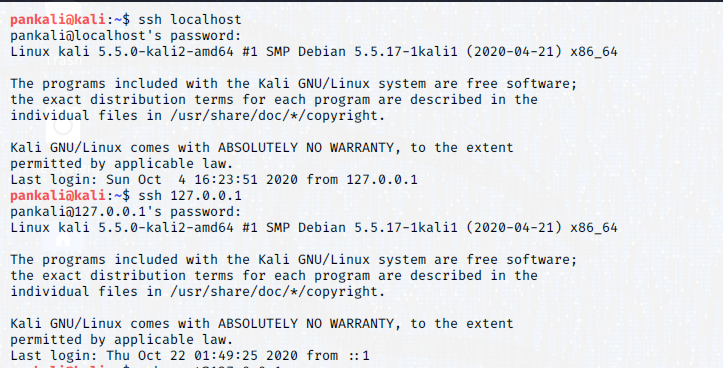 pankali@kali:~$ ssh localhost
pankali@localhost's password:
Linux kali 5.5.0-kali2-amd64 #1 SMP Debian 5.5.17-1kali1 (2020-04-21) x86_64
The programs included with the Kali GNU/Linux system are free software;
the exact distribution terms for each program are described in the
individual files in /usr/share/doc/*/copyright.
Kali GNU/Linux comes with ABSOLUTELY NO WARRANTY, to the extent
permitted by applicable law.
Last login: Sun Oct  4 16:23:51 2020 from 127.0.0.1
pankali@kali:~$ ssh 127.0.0.1
pankali@127.0.0.1's password:
Linux kali 5.5.0-kali2-amd64 #1 SMP Debian 5.5.17-1kali1 (2020-04-21) x86_64
The programs included with the Kali GNU/Linux system are free software;
the exact distribution terms for each program are described in the
individual files in /usr/share/doc/*/copyright.
Kali GNU/Linux comes with ABSOLUTELY NO WARRANTY, to the extent
permitted by applicable law.
Last login: Thu Oct 22 01:49:25 2020 from ::1